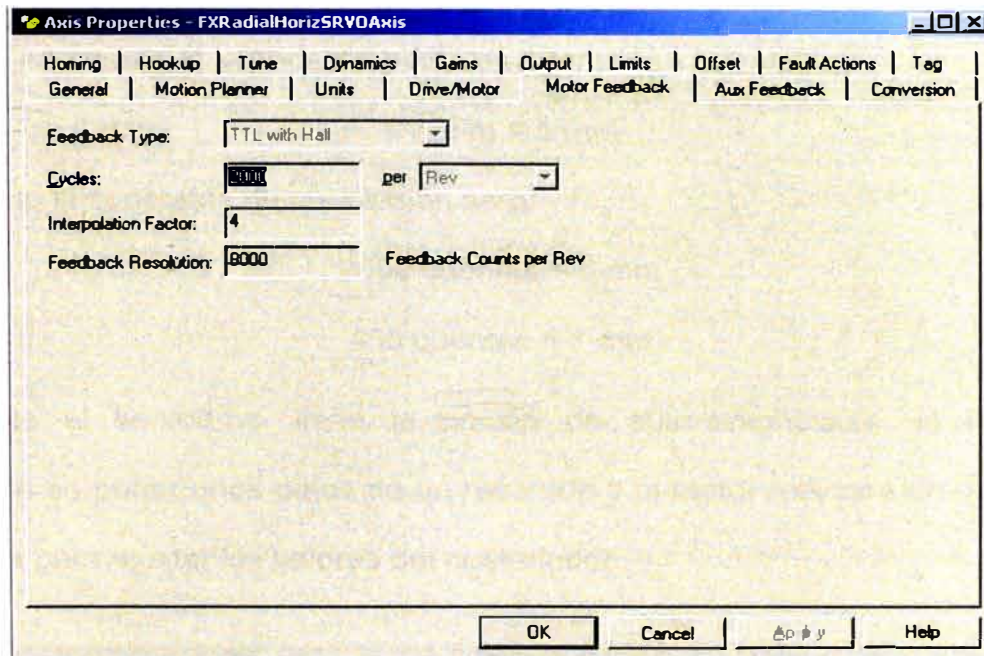 Axis Properties - FXRadialHorizSRVOAxis
Homing Hookup Tune Dynamics Gains Output Limits Offset Fault Actions Tag
General Motion Planner Units Drive/Motor Motor Feedback Aux Feedback Conversion
Feedback Type: TTL with Hall
Cycles: per Rev
Interpolation Factor: 4
Feedback Resolution: 8000 Feedback Counts per Rev
OK Cancel Apply Help